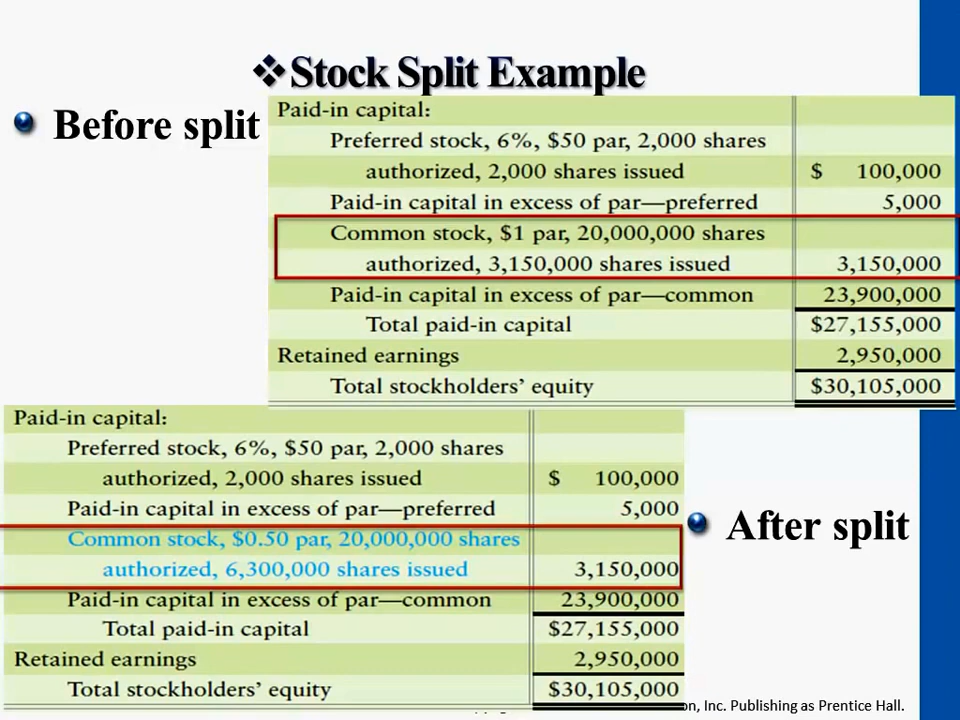 ❖Stock Split Example
Before split
Paid-in capital:
Preferred stock, 6%, $50 par, 2,000 shares
authorized, 2,000 shares issued $ 100,000
Paid-in capital in excess of par—preferred 5,000
Common stock, $1 par, 20,000,000 shares
authorized, 3,150,000 shares issued 3,150,000
Paid-in capital in excess of par—common 23,900,000
Total paid-in capital $27,155,000
Retained earnings 2,950,000
Total stockholders’ equity $30,105,000
After split
Paid-in capital:
Preferred stock, 6%, $50 par, 2,000 shares
authorized, 2,000 shares issued $ 100,000
Paid-in capital in excess of par—preferred 5,000
Common stock, $0.50 par, 20,000,000 shares
authorized, 6,300,000 shares issued 3,150,000
Paid-in capital in excess of par—common 23,900,000
Total paid-in capital $27,155,000
Retained earnings 2,950,000
Total stockholders’ equity $30,105,000
Inc. Publishing as Prentice Hall.